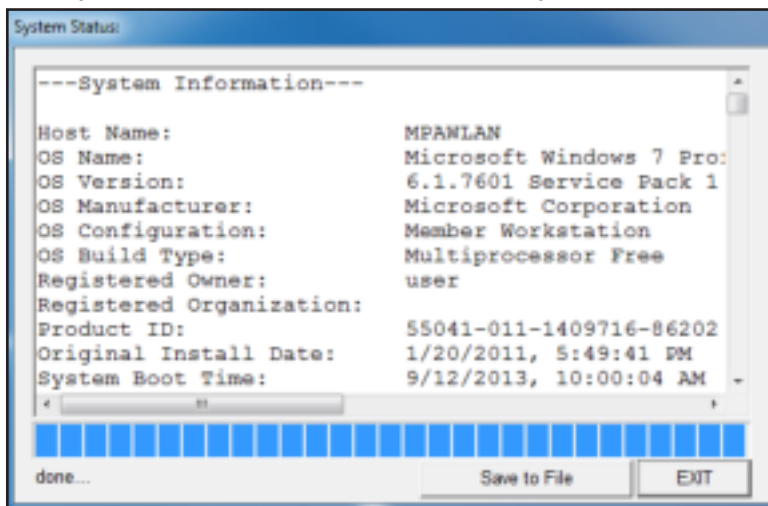 System Status:
---System Information---
Host Name: MPAWLAN
OS Name: Microsoft Windows 7 Pro
OS Version: 6.1.7601 Service Pack 1
OS Manufacturer: Microsoft Corporation
OS Configuration: Member Workstation
OS Build Type: Multiprocessor Free
Registered Owner: user
Registered Organization:
Product ID: 55041-011-1409716-86202
Original Install Date: 1/20/2011, 5:49:41 PM
System Boot Time: 9/12/2013, 10:00:04 AM
done...
Save to File
EXIT